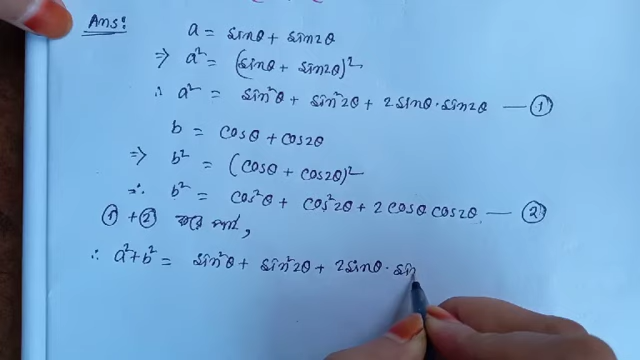 Ans:
a = sinθ + sin2θ
⇒ a² = (sinθ + sin2θ)²
∴ a² = sin²θ + sin²2θ + 2sinθ·sin2θ — ①
b = cosθ + cos2θ
⇒ b² = (cosθ + cos2θ)²
∴ b² = cos²θ + cos²2θ + 2cosθ cos2θ — ②
① + ② করে পাই,
∴ a²+b² = sin²θ + sin²2θ + 2sinθ·sin